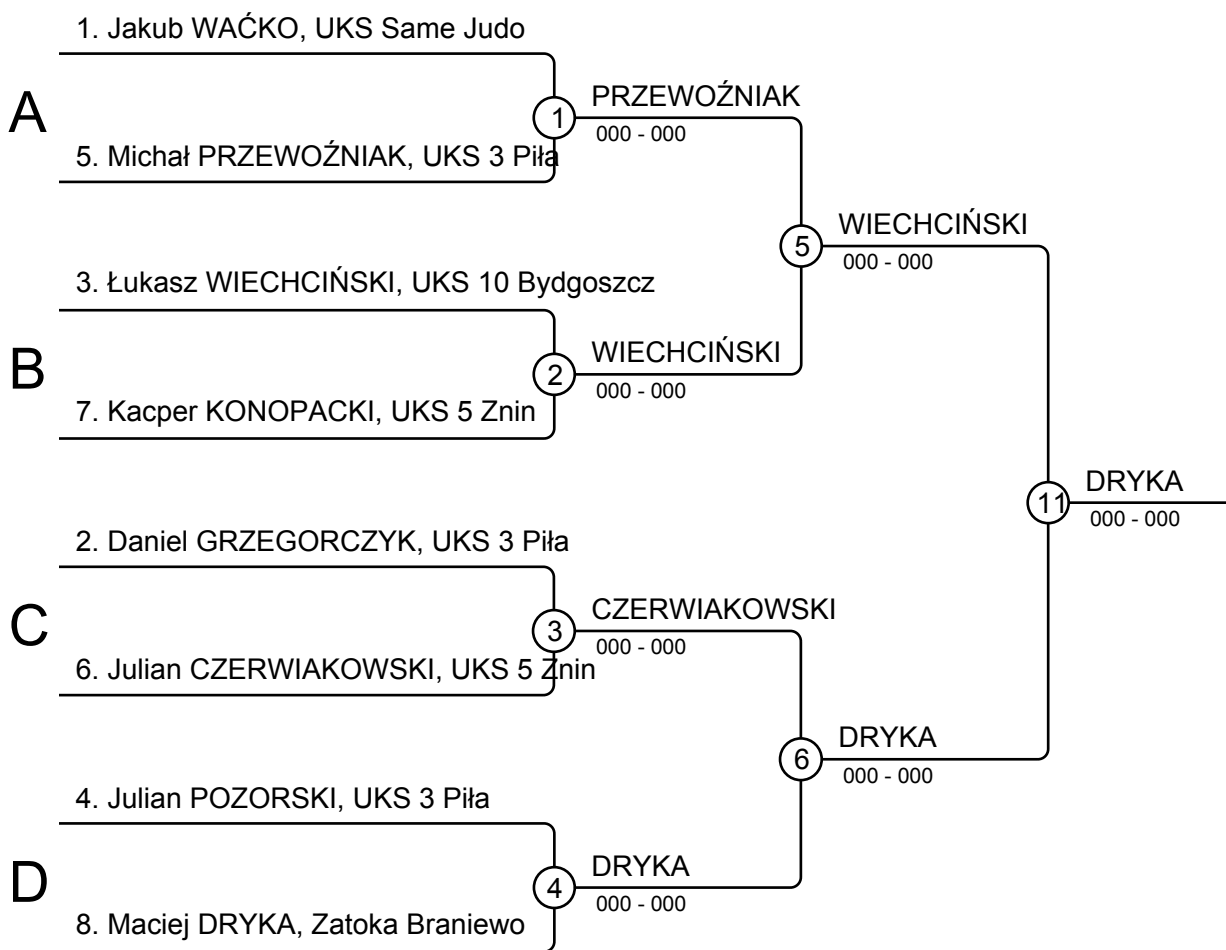 1. Jakub WAĆKO, UKS Same Judo
A
1
PRZEWOŹNIAK
000 - 000
5. Michał PRZEWOŹNIAK, UKS 3 Piła
5
WIECHCIŃSKI
000 - 000
3. Łukasz WIECHCIŃSKI, UKS 10 Bydgoszcz
B
2
WIECHCIŃSKI
000 - 000
7. Kacper KONOPACKI, UKS 5 Znin
11
DRYKA
000 - 000
2. Daniel GRZEGORCZYK, UKS 3 Piła
C
3
CZERWIAKOWSKI
000 - 000
6. Julian CZERWIAKOWSKI, UKS 5 Znin
6
DRYKA
000 - 000
4. Julian POZORSKI, UKS 3 Piła
D
4
DRYKA
000 - 000
8. Maciej DRYKA, Zatoka Braniewo